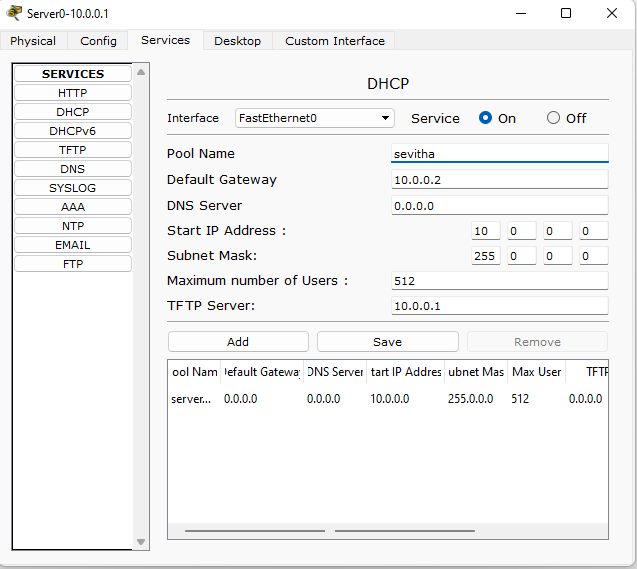 Server0-10.0.0.1
Physical Config Services Desktop Custom Interface
SERVICES
HTTP
DHCP
DHCPv6
TFTP
DNS
SYSLOG
AAA
NTP
EMAIL
FTP
DHCP
Interface FastEthernet0 Service On Off
Pool Name sevitha
Default Gateway 10.0.0.2
DNS Server 0.0.0.0
Start IP Address : 10 0 0 0
Subnet Mask: 255 0 0 0
Maximum number of Users : 512
TFTP Server: 10.0.0.1
Add Save Remove
ool Nam efault Gateway DNS Server tart IP Addres ubnet Mas Max User TFTP
server... 0.0.0.0 0.0.0.0 10.0.0.0 255.0.0.0 512 0.0.0.0